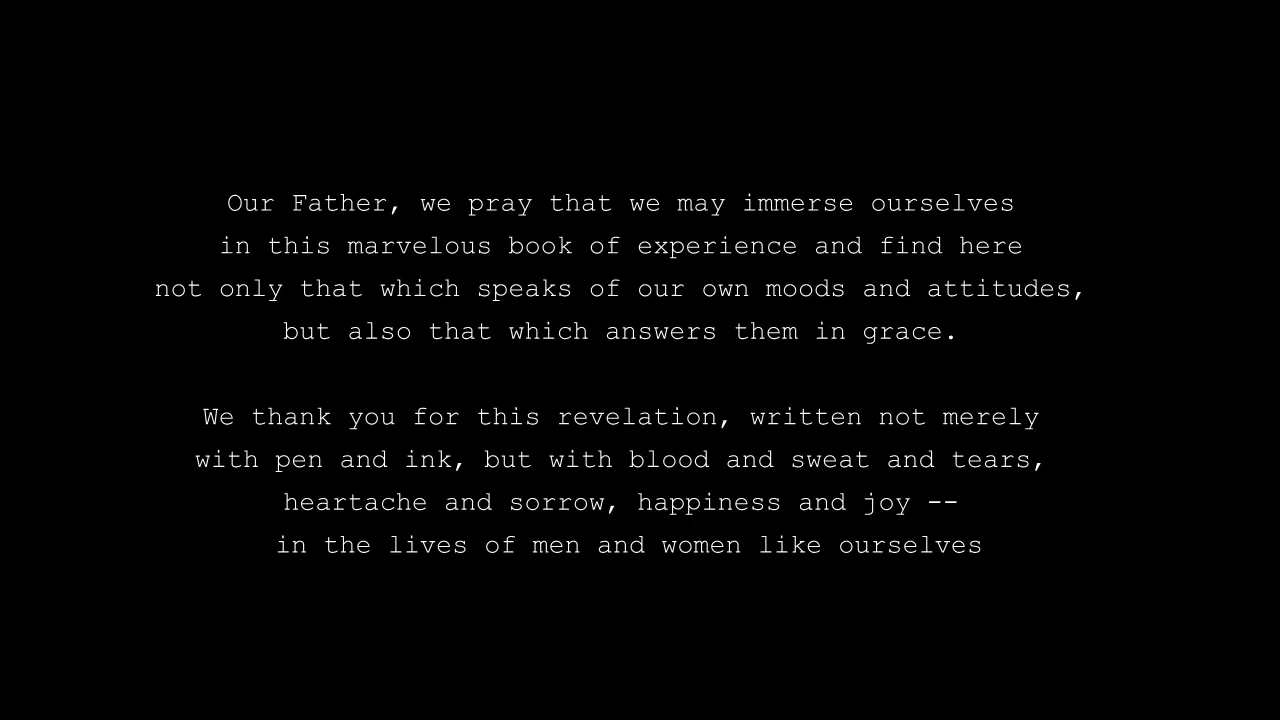 Our Father, we pray that we may immerse ourselves
in this marvelous book of experience and find here
not only that which speaks of our own moods and attitudes,
but also that which answers them in grace.
We thank you for this revelation, written not merely
with pen and ink, but with blood and sweat and tears,
heartache and sorrow, happiness and joy --
in the lives of men and women like ourselves